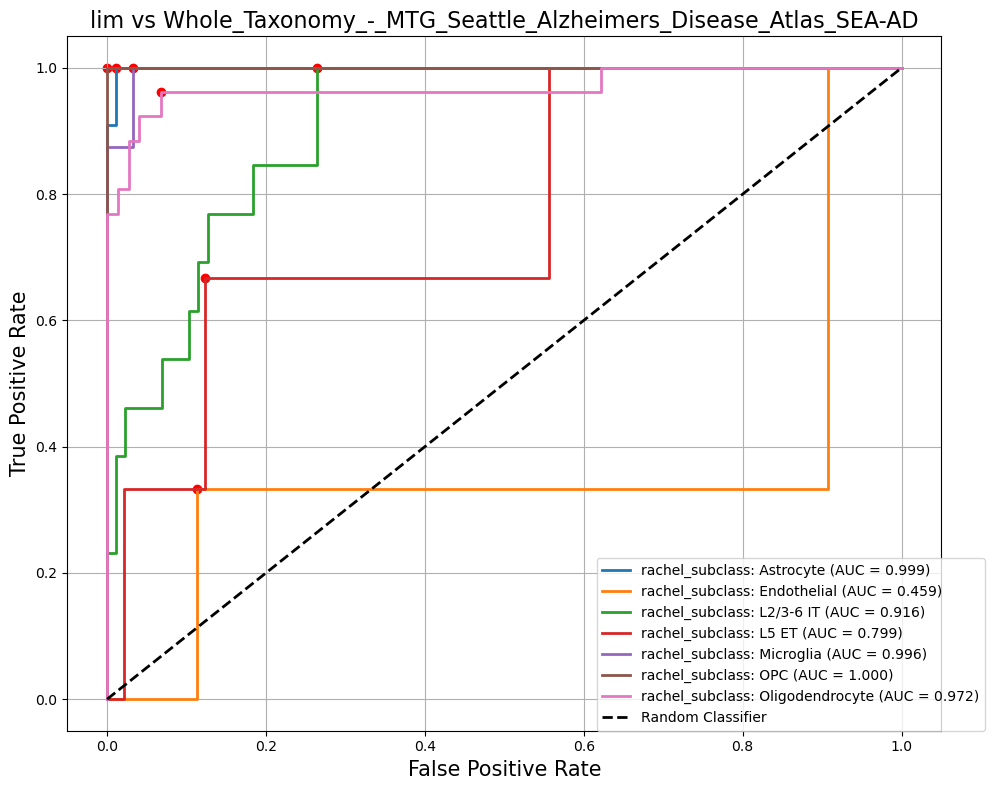 lim vs Whole_Taxonomy_-_MTG_Seattle_Alzheimers_Disease_Atlas_SEA-AD
1.0
0.8
0.6
0.4
0.2
0.0
True Positive Rate
rachel_subclass: Astrocyte (AUC = 0.999)
rachel_subclass: Endothelial (AUC = 0.459)
rachel_subclass: L2/3-6 IT (AUC = 0.916)
rachel_subclass: L5 ET (AUC = 0.799)
rachel_subclass: Microglia (AUC = 0.996)
rachel_subclass: OPC (AUC = 1.000)
rachel_subclass: Oligodendrocyte (AUC = 0.972)
Random Classifier
0.0 0.2 0.4 0.6 0.8 1.0
False Positive Rate